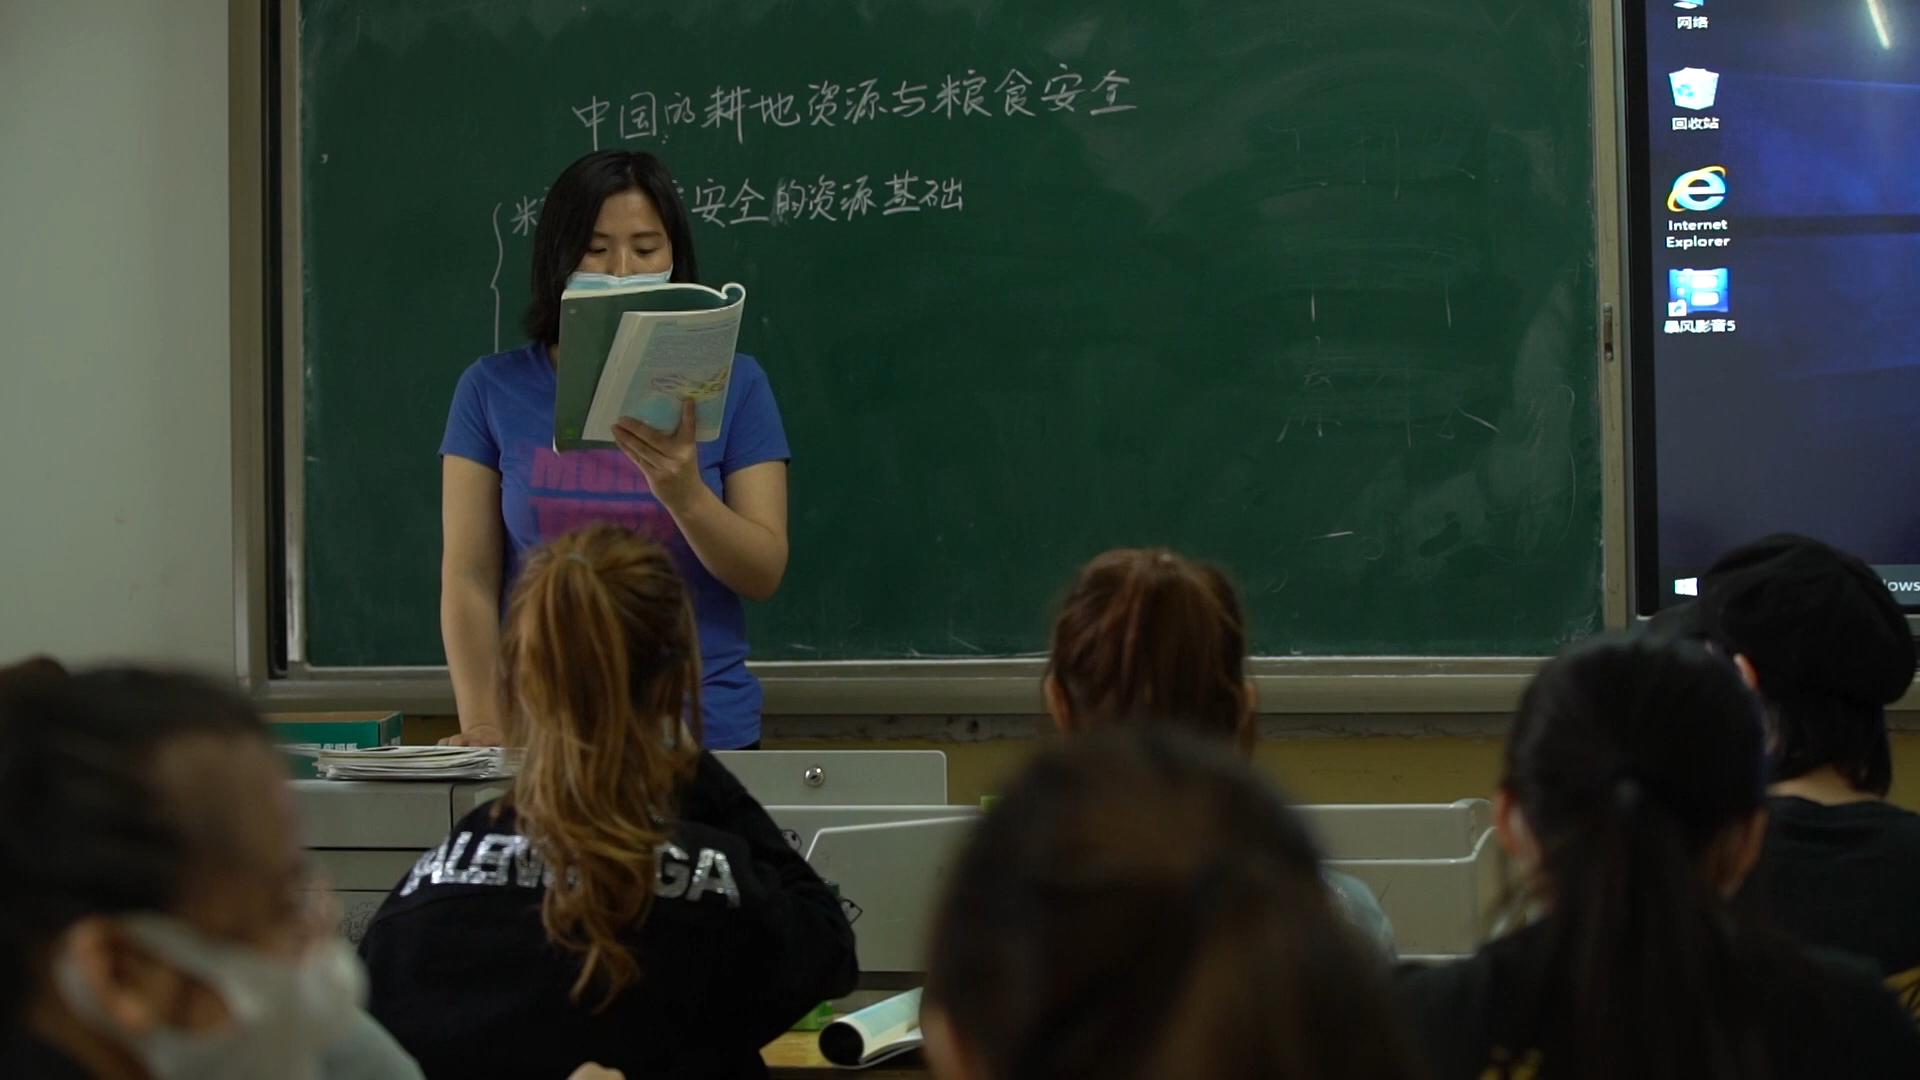 中国的耕地资源与粮食安全
安全的资源基础
网络
回收站
Internet
Explorer
暴风影音5